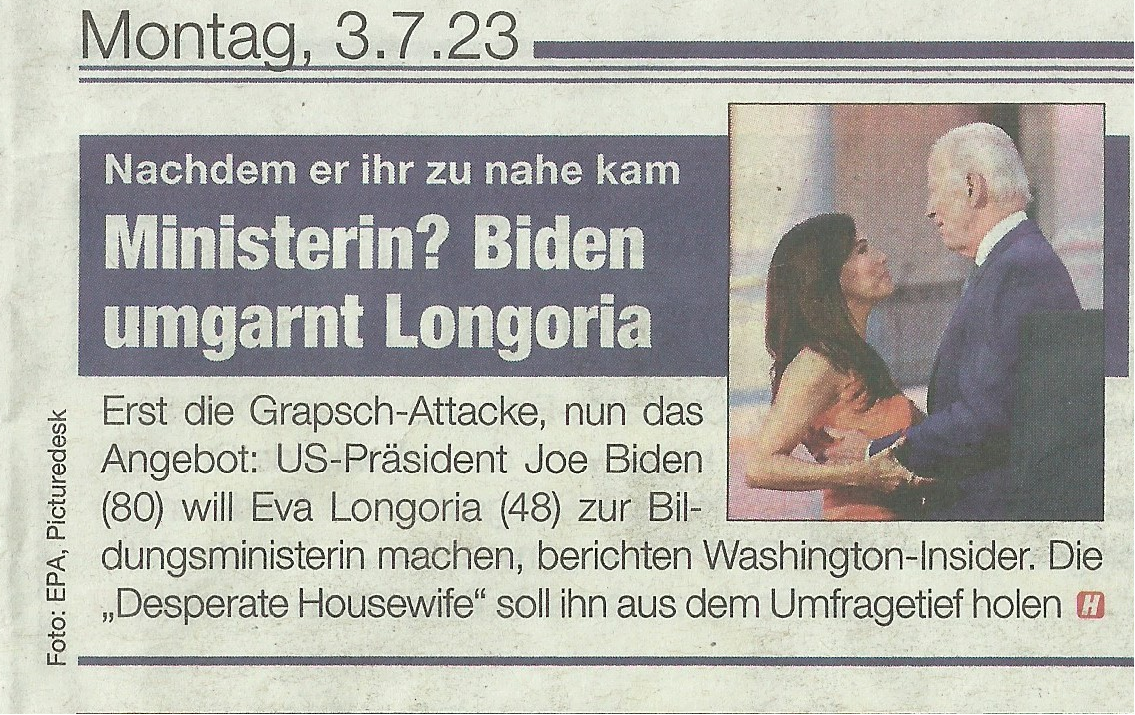 Montag, 3.7.23
Nachdem er ihr zu nahe kam
Ministerin? Biden
umgarnt Longoria
Erst die Grapsch-Attacke, nun das
Angebot: US-Präsident Joe Biden
(80) will Eva Longoria (48) zur Bil-
dungsministerin machen, berichten Washington-Insider. Die
„Desperate Housewife“ soll ihn aus dem Umfragetief holen H
Foto: EPA, Picturedesk